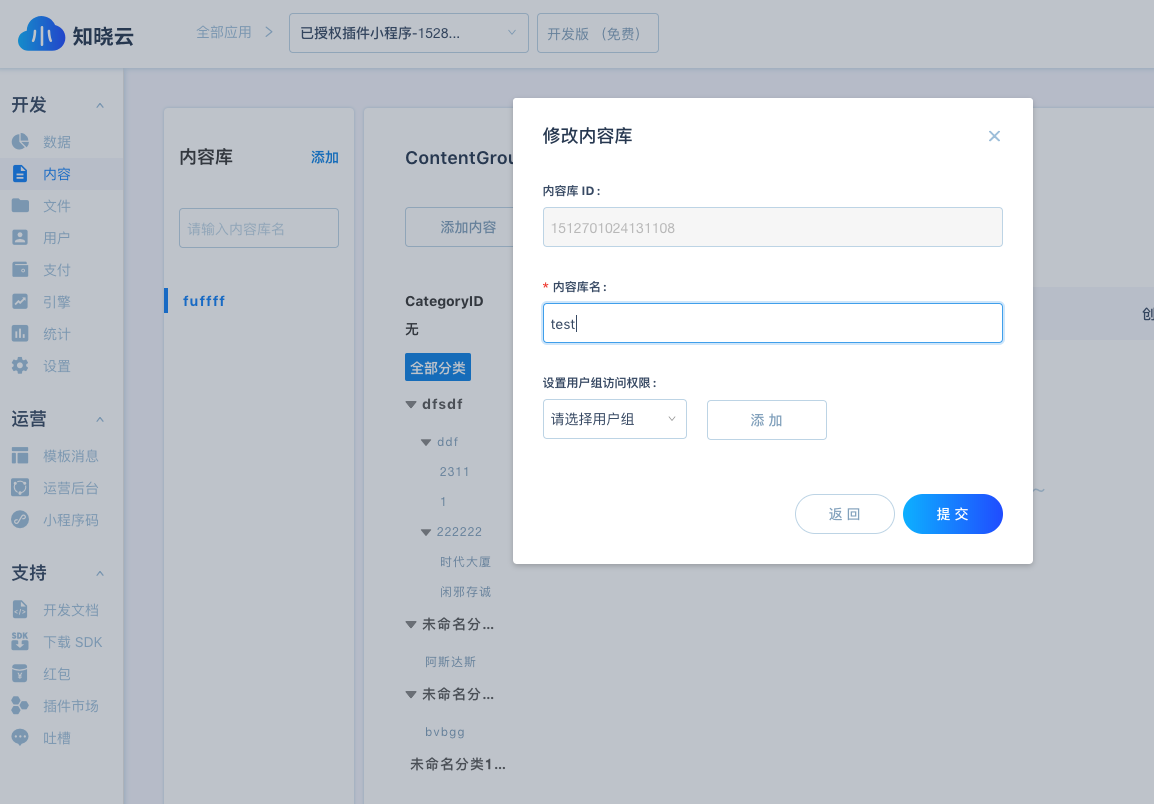 知晓云
全部应用
已授权插件小程序-1528...
开发版 （免费）
开发
数据
内容
文件
用户
支付
引擎
统计
设置
运营
模板消息
运营后台
小程序码
支持
开发文档
SDK
下载 SDK
红包
插件市场
吐槽
内容库
添加
请输入内容库名
fuffff
ContentGrou
添加内容
CategoryID
无
全部分类
dfsdf
ddf
2311
1
222222
时代大厦
闲邪存诚
未命名分...
阿斯达斯
未命名分...
bvbgg
未命名分类1...
创
修改内容库
内容库 ID :
1512701024131108
* 内容库名 :
test
设置用户组访问权限 :
请选择用户组
添 加
返 回
提 交